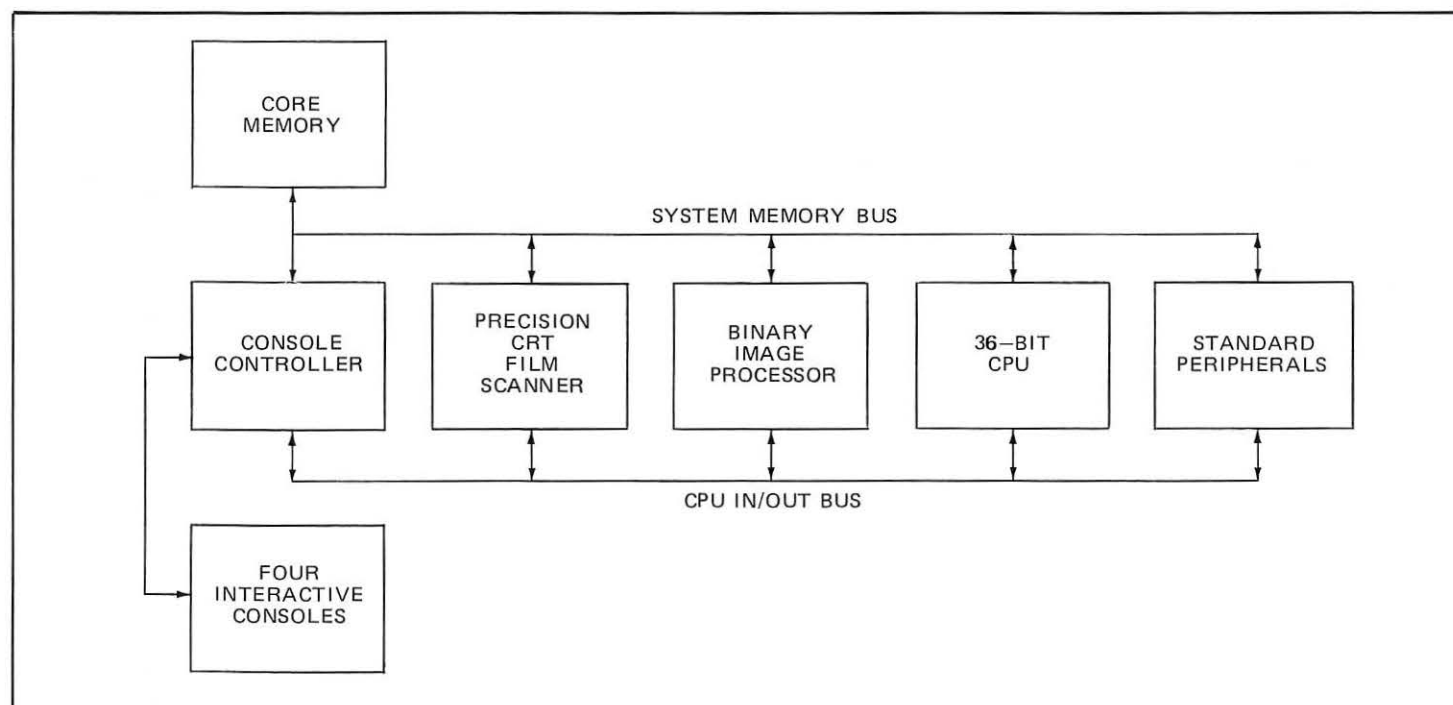 CORE
MEMORY
SYSTEM MEMORY BUS
CONSOLE
CONTROLLER
PRECISION
CRT
FILM
SCANNER
BINARY
IMAGE
PROCESSOR
36-BIT
CPU
STANDARD
PERIPHERALS
CPU IN/OUT BUS
FOUR
INTERACTIVE
CONSOLES